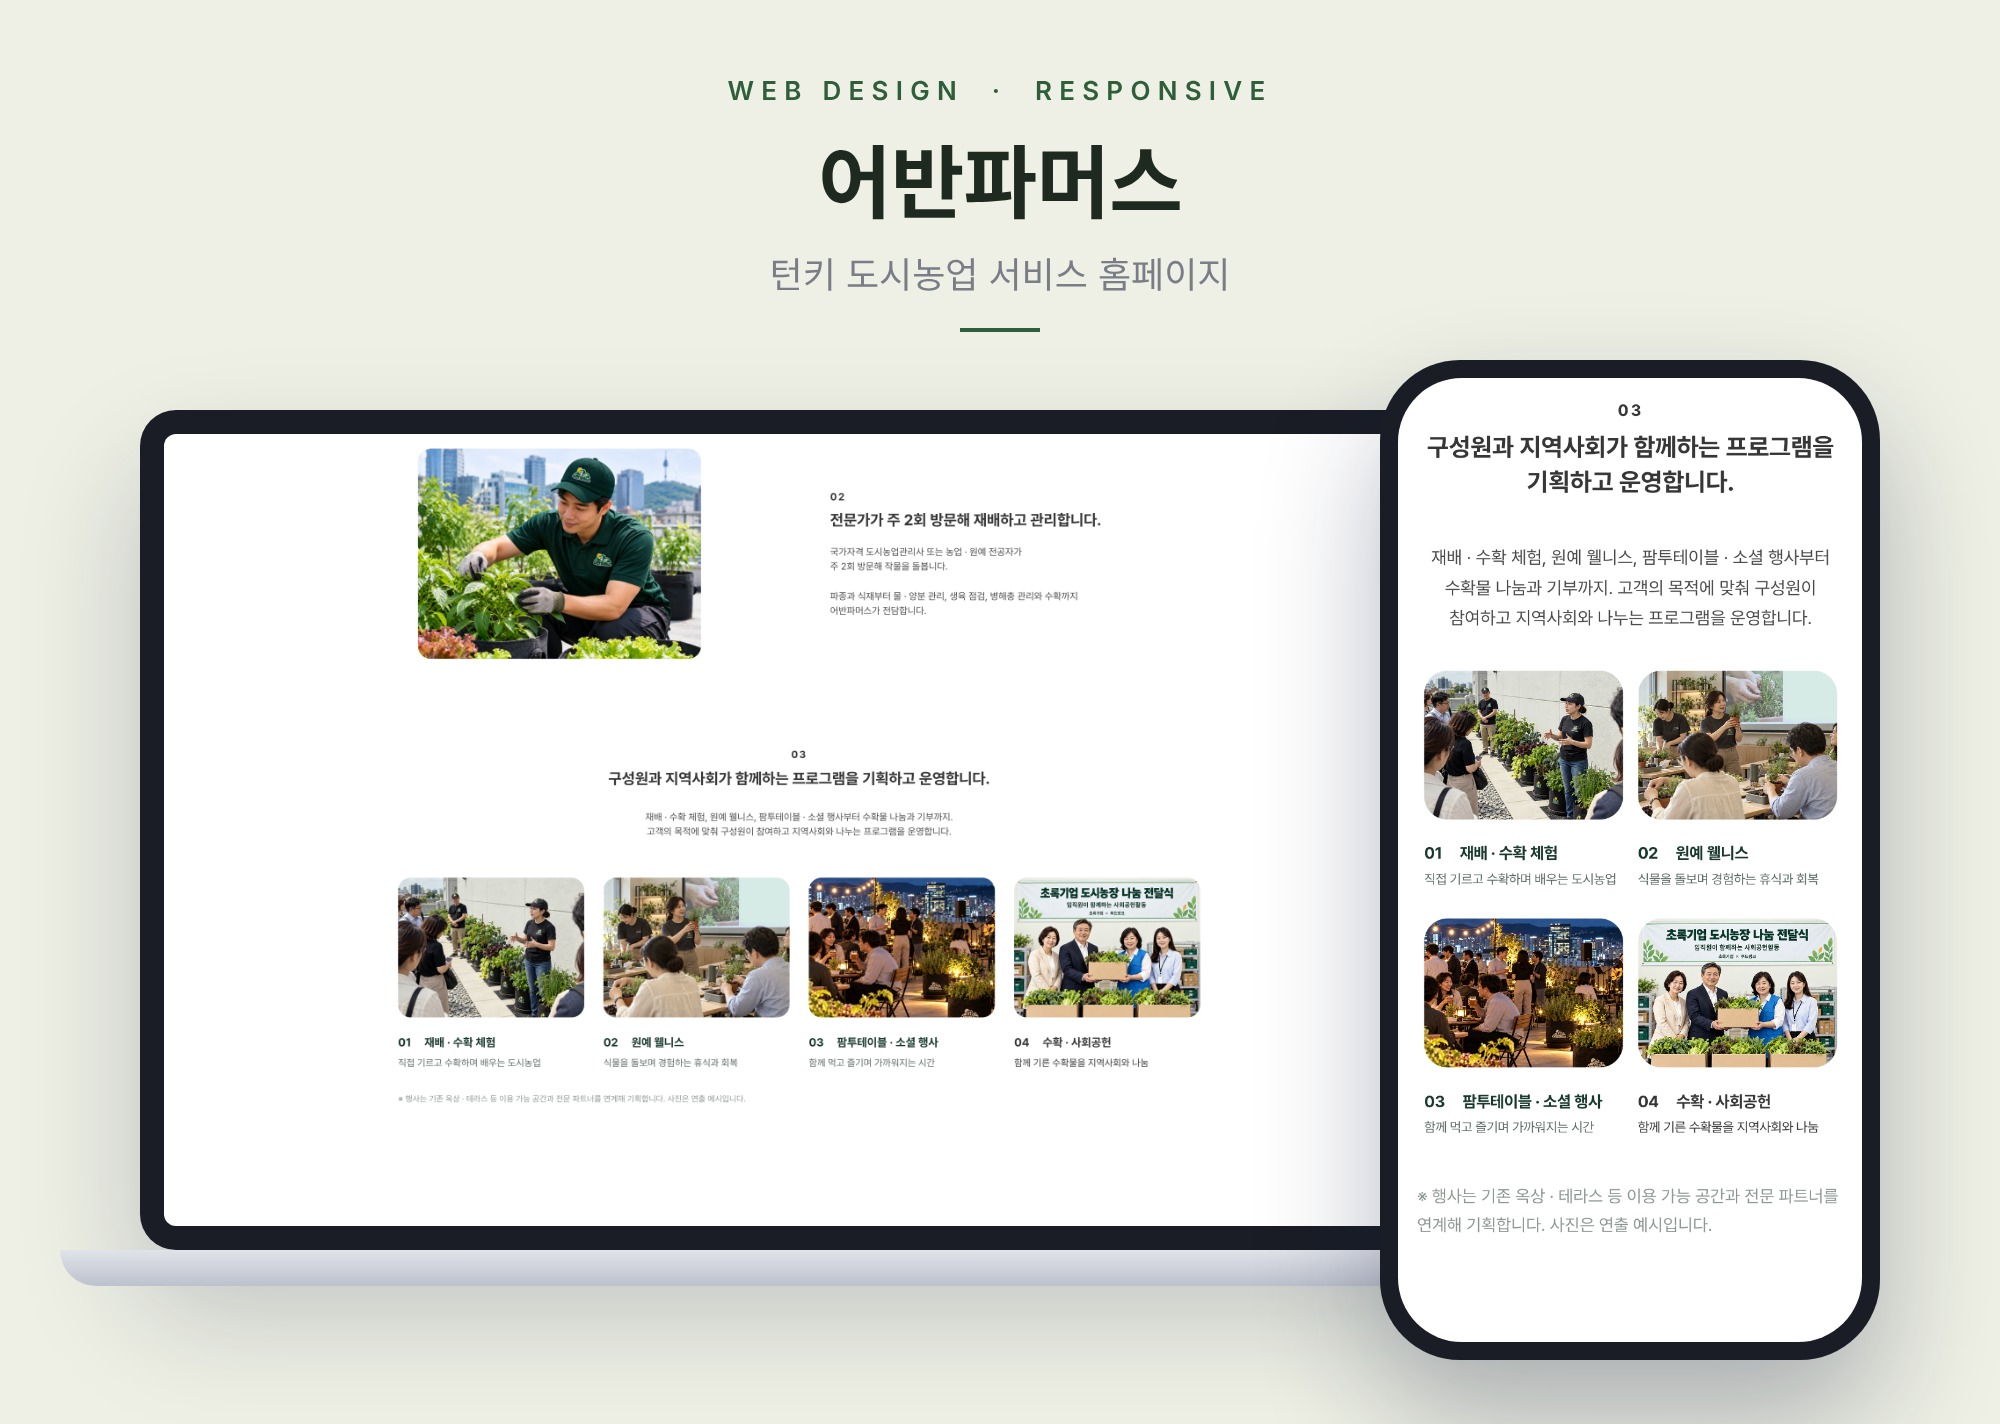 WEB DESIGN · RESPONSIVE
어반파머스
턴키 도시농업 서비스 홈페이지
02
전문가가 주 2회 방문해 재배하고 관리합니다.
국가자격 도시농업관리사 또는 농업 · 원예 전공자가
주 2회 방문해 작물을 돌봅니다.
파종과 식재부터 물 · 양분 관리, 생육 점검, 병해충 관리와 수확까지
어반파머스가 전담합니다.
03
구성원과 지역사회가 함께하는 프로그램을 기획하고 운영합니다.
재배 · 수확 체험, 원예 웰니스, 팜투테이블 · 소셜 행사부터 수확물 나눔과 기부까지.
고객의 목적에 맞춰 구성원이 참여하고 지역사회와 나누는 프로그램을 운영합니다.
초록기업 도시농장 나눔 전달식
임직원이 함께하는 사회공헌활동
01 재배 · 수확 체험
직접 기르고 수확하며 배우는 도시농업
02 원예 웰니스
식물을 돌보며 경험하는 휴식과 회복
03 팜투테이블 · 소셜 행사
함께 먹고 즐기며 가까워지는 시간
04 수확 · 사회공헌
함께 기른 수확물을 지역사회와 나눔
※ 행사는 기존 옥상 · 테라스 등 이용 가능 공간과 전문 파트너를 연계해 기획합니다. 사진은 연출 예시입니다.
03
구성원과 지역사회가 함께하는 프로그램을
기획하고 운영합니다.
재배 · 수확 체험, 원예 웰니스, 팜투테이블 · 소셜 행사부터
수확물 나눔과 기부까지. 고객의 목적에 맞춰 구성원이
참여하고 지역사회와 나누는 프로그램을 운영합니다.
01 재배 · 수확 체험
직접 기르고 수확하며 배우는 도시농업
02 원예 웰니스
식물을 돌보며 경험하는 휴식과 회복
초록기업 도시농장 나눔 전달식
임직원이 함께하는 사회공헌활동
03 팜투테이블 · 소셜 행사
함께 먹고 즐기며 가까워지는 시간
04 수확 · 사회공헌
함께 기른 수확물을 지역사회와 나눔
※ 행사는 기존 옥상 · 테라스 등 이용 가능 공간과 전문 파트너를
연계해 기획합니다. 사진은 연출 예시입니다.